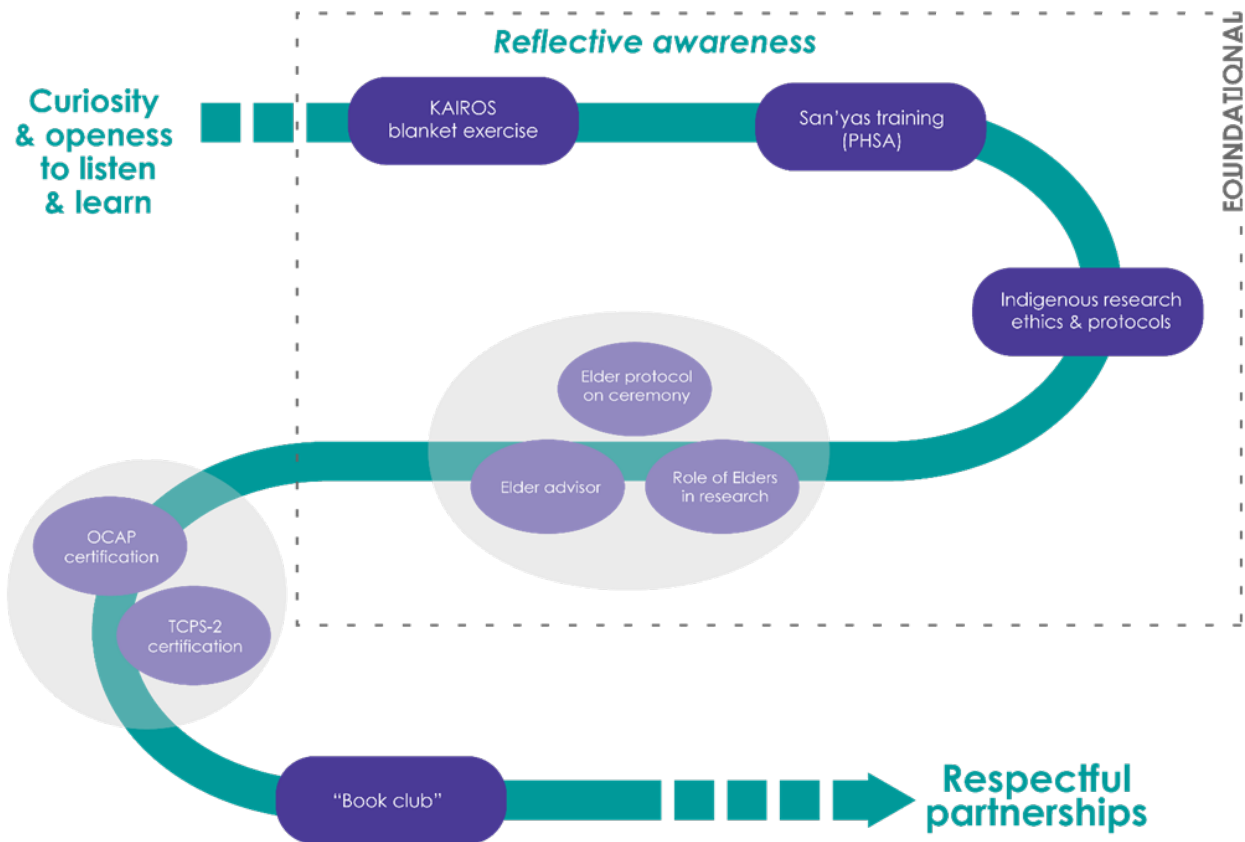 Reflective awareness
FOUNDATIONAL
Curiosity
& openess
to listen
& learn
KAIROS
blanket exercise
San'yas training
(PHSA)
Indigenous research
ethics & protocols
Elder protocol
on ceremony
Elder advisor
Role of Elders
in research
OCAP
certification
TCPS-2
certification
“Book club”
Respectful
partnerships